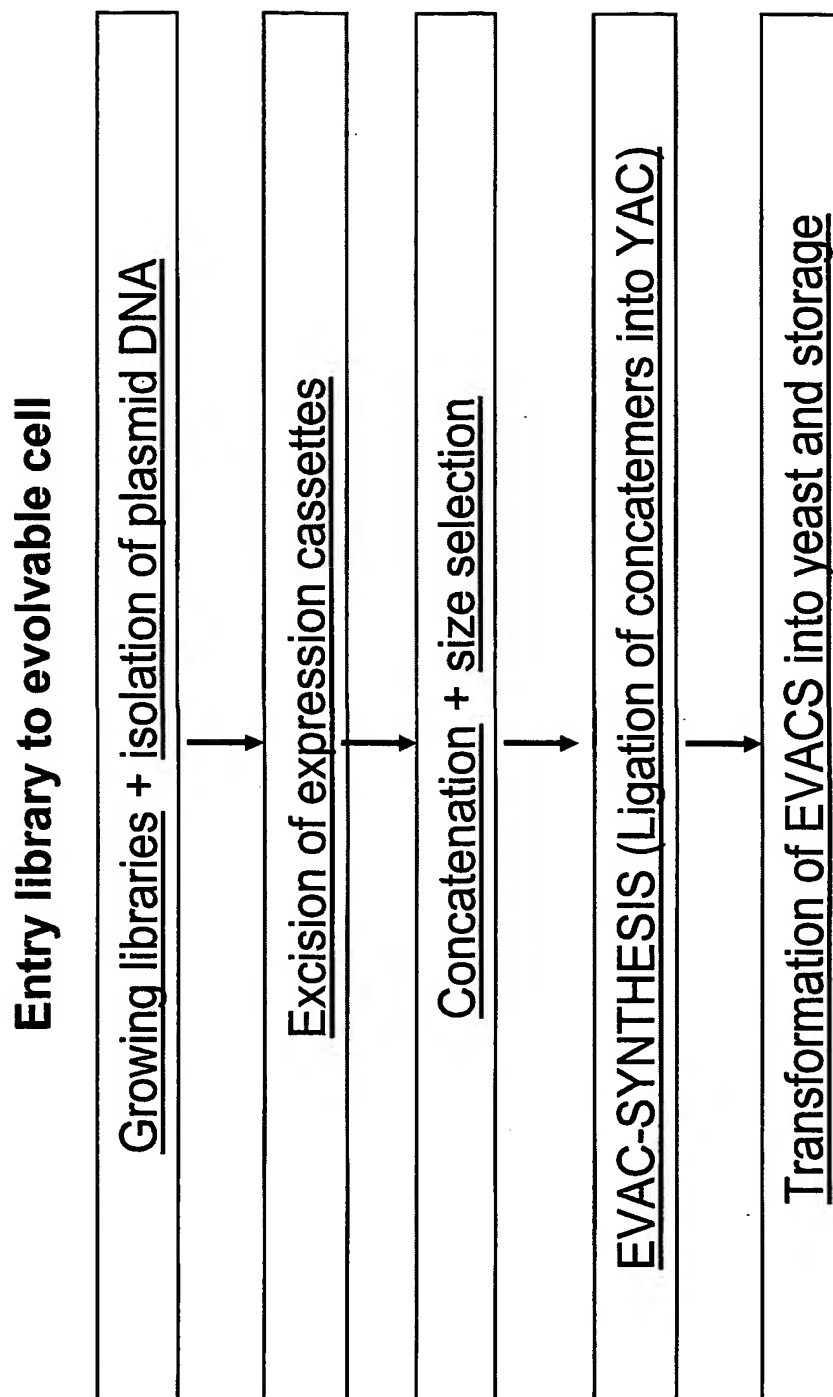 Entry library to evolvable cell
Growing libraries + isolation of plasmid DNA
Excision of expression cassettes
Concatenation + size selection
EVAC-SYNTHESIS (Ligation of concatemers into YAC)
Transformation of EVACS into yeast and storage